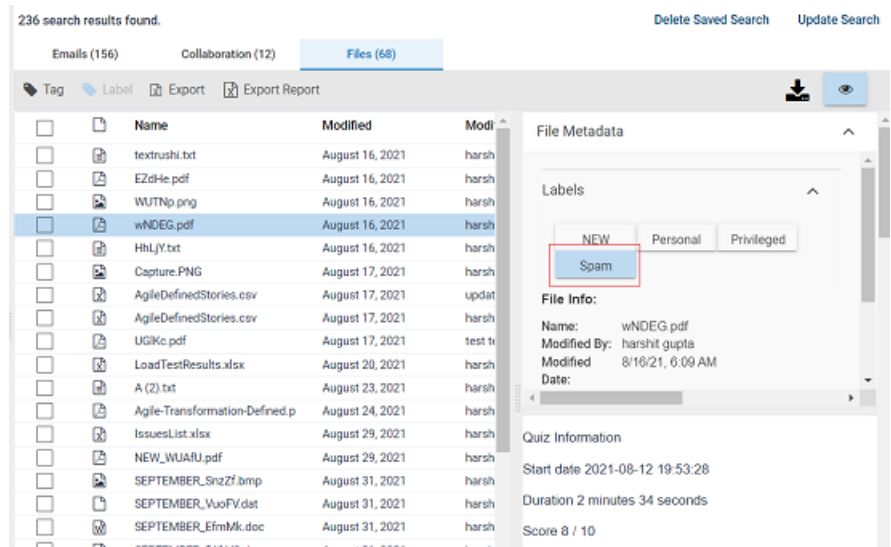 236 search results found. Delete Saved Search Update Search
Emails (156) Collaboration (12) Files (68)
Tag Label Export Export Report
Name Modified Modi
textrushi.txt August 16, 2021 harsh
EZdHe.pdf August 16, 2021 harsh
WUTNp.png August 16, 2021 harsh
wNDEG.pdf August 16, 2021 harsh
HhLjY.txt August 16, 2021 harsh
Capture.PNG August 17, 2021 harsh
AgileDefinedStories.csv August 17, 2021 updat
AgileDefinedStories.csv August 17, 2021 harsh
UGlKc.pdf August 17, 2021 test te
LoadTestResults.xlsx August 20, 2021 harsh
A (2).txt August 23, 2021 harsh
Agile-Transformation-Defined.p August 24, 2021 harsh
IssuesList.xlsx August 29, 2021 harsh
NEW_WUAfU.pdf August 29, 2021 harsh
SEPTEMBER_SnzZf.bmp August 31, 2021 harsh
SEPTEMBER_VuoFV.dat August 31, 2021 harsh
SEPTEMBER_EfmMk.doc August 31, 2021 harsh
File Metadata
Labels
NEW Personal Privileged
Spam
File Info:
Name: wNDEG.pdf
Modified By: harshit gupta
Modified 8/16/21, 6:09 AM
Date:
Quiz Information
Start date 2021-08-12 19:53:28
Duration 2 minutes 34 seconds
Score 8 / 10